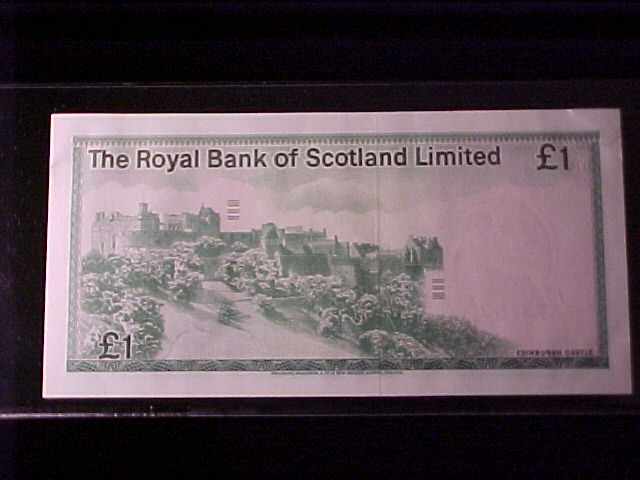 The Royal Bank of Scotland Limited £1
£1
EDINBURGH CASTLE